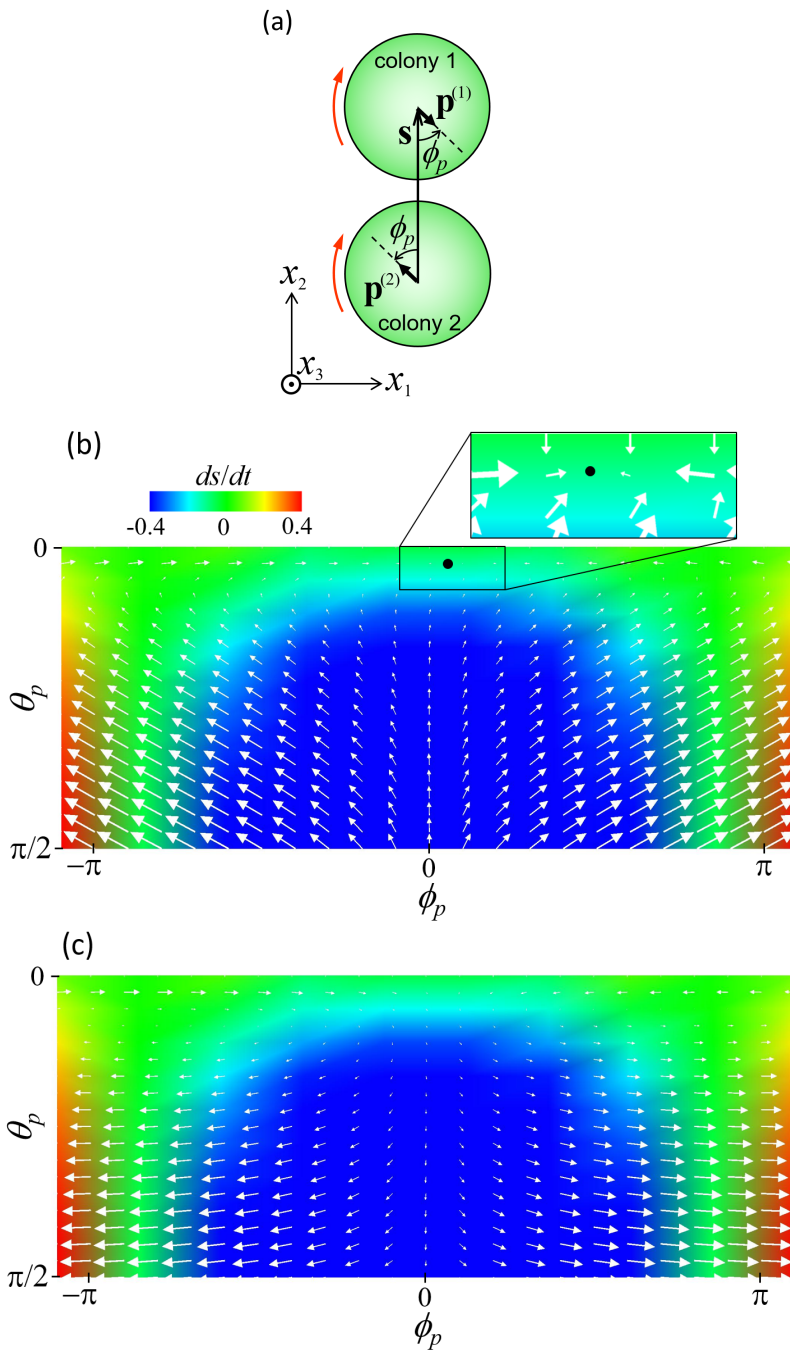 (a)
colony 1
p(1)
s
ϕp
ϕp
p(2)
colony 2
x2
x3
x1
(b)
ds/dt
-0.4 0 0.4
0
θp
π/2
−π 0 π
ϕp
(c)
0
θp
π/2
−π 0 π
ϕp